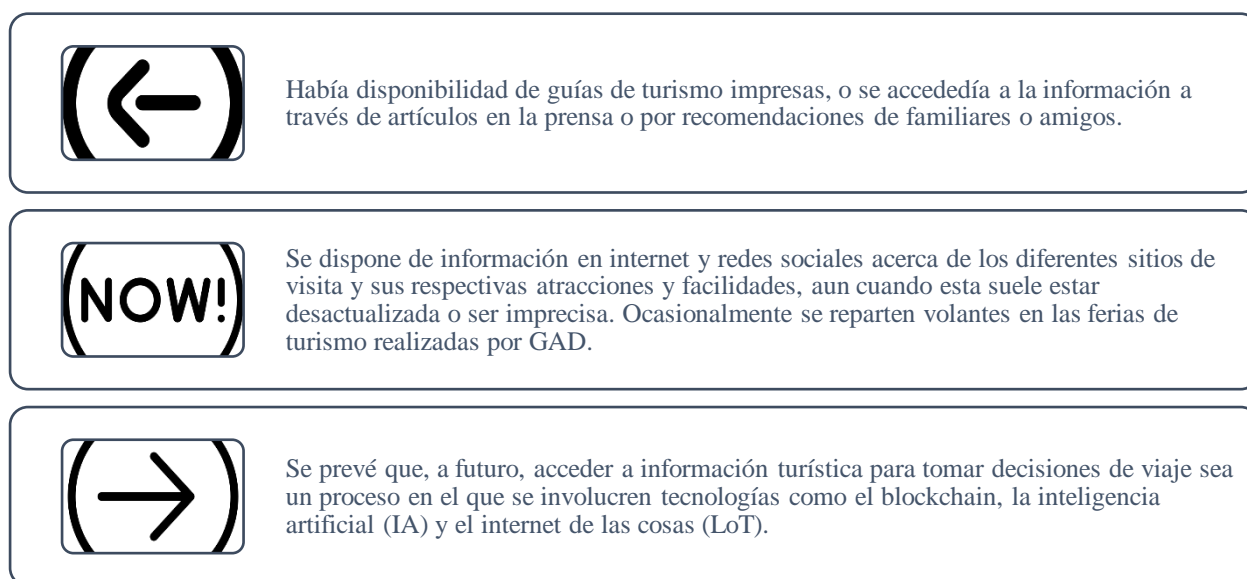 Había disponibilidad de guías de turismo impresas, o se accededía a la información a
través de artículos en la prensa o por recomendaciones de familiares o amigos.
NOW!
Se dispone de información en internet y redes sociales acerca de los diferentes sitios de
visita y sus respectivas atracciones y facilidades, aun cuando esta suele estar
desactualizada o ser imprecisa. Ocasionalmente se reparten volantes en las ferias de
turismo realizadas por GAD.
Se prevé que, a futuro, acceder a información turística para tomar decisiones de viaje sea
un proceso en el que se involucren tecnologías como el blockchain, la inteligencia
artificial (IA) y el internet de las cosas (LoT).